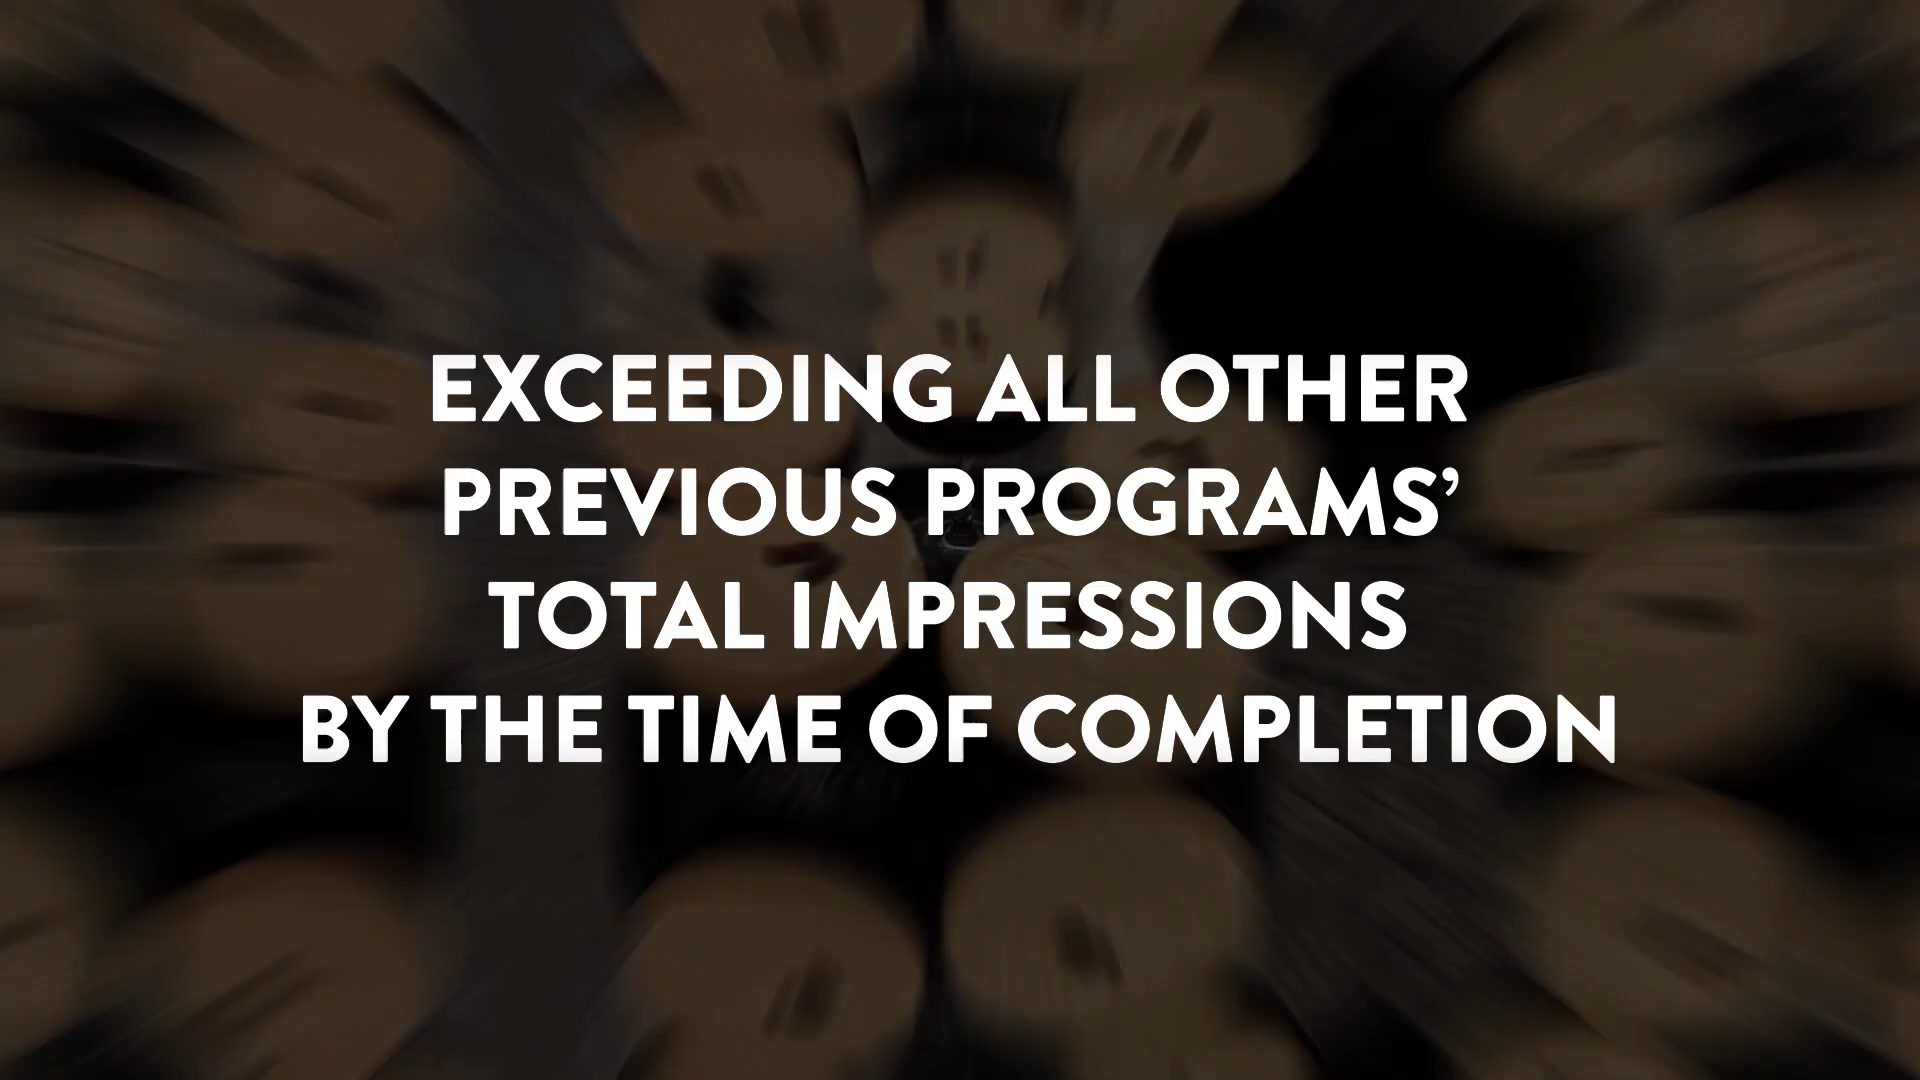 EXCEEDING ALL OTHER
PREVIOUS PROGRAMS’
TOTAL IMPRESSIONS
BY THE TIME OF COMPLETION